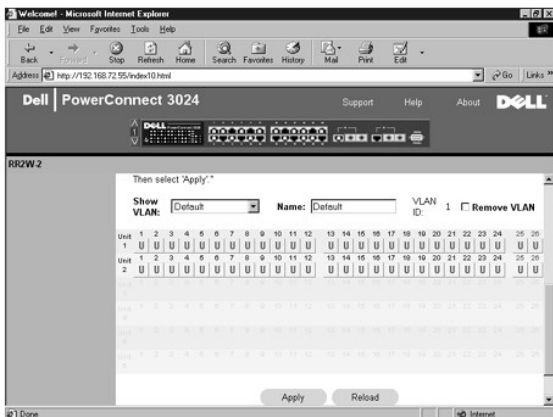 Welcome! - Microsoft Internet Explorer
File Edit View Favorites Tools Help
Back Forward Stop Refresh Home Search Favorites History Mail Print Edit
Address http://192.168.72.55/index10.html Go Links »
Dell | PowerConnect 3024 Support Help About DELL
DELL
1
RR2W-2
Then select 'Apply'."
Show VLAN: Default Name: Default VLAN ID: 1 Remove VLAN
Unit 1 1 2 3 4 5 6 7 8 9 10 11 12 13 14 15 16 17 18 19 20 21 22 23 24 25 26
U U U U U U U U U U U U U U U U U U U U U U U U U U
Unit 2 1 2 3 4 5 6 7 8 9 10 11 12 13 14 15 16 17 18 19 20 21 22 23 24 25 26
U U U U U U U U U U U U U U U U U U U U U U U U U U
Apply Reload
Done Internet